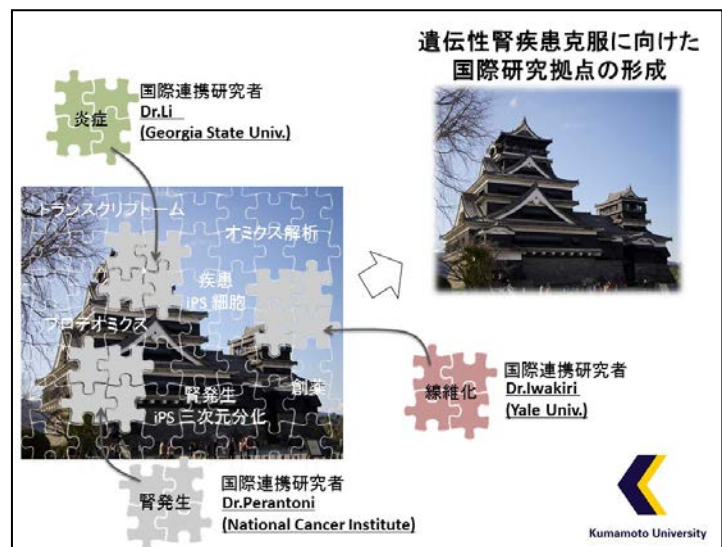 遺伝性腎疾患克服に向けた
国際研究拠点の形成
炎症
国際連携研究者
Dr.Li
(Georgia State Univ.)
トランスクリプトーム
オミクス解析
疾患
iPS 細胞
プロテオミクス
腎発生
iPS 三次元分化
創薬
線維化
国際連携研究者
Dr.Iwakiri
(Yale Univ.)
腎発生
国際連携研究者
Dr.Perantoni
(National Cancer Institute)
Kumamoto University